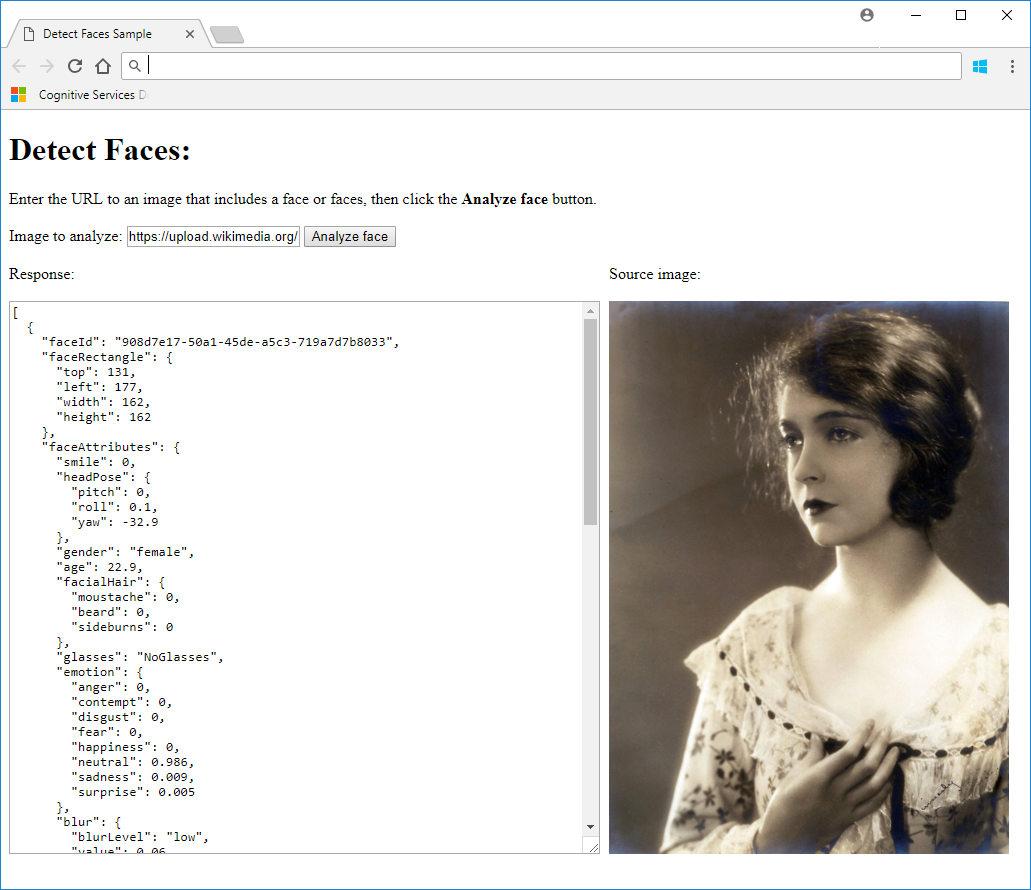 Detect Faces Sample
Cognitive Services D
Detect Faces:
Enter the URL to an image that includes a face or faces, then click the Analyze face button.
Image to analyze: https://upload.wikimedia.org/ Analyze face
Response:
[
  {
    "faceId": "908d7e17-50a1-45de-a5c3-719a7d7b8033",
    "faceRectangle": {
      "top": 131,
      "left": 177,
      "width": 162,
      "height": 162
    },
    "faceAttributes": {
      "smile": 0,
      "headPose": {
        "pitch": 0,
        "roll": 0.1,
        "yaw": -32.9
      },
      "gender": "female",
      "age": 22.9,
      "facialHair": {
        "moustache": 0,
        "beard": 0,
        "sideburns": 0
      },
      "glasses": "NoGlasses",
      "emotion": {
        "anger": 0,
        "contempt": 0,
        "disgust": 0,
        "fear": 0,
        "happiness": 0,
        "neutral": 0.986,
        "sadness": 0.009,
        "surprise": 0.005
      },
      "blur": {
        "blurLevel": "low",
        "value": 0.06
Source image: